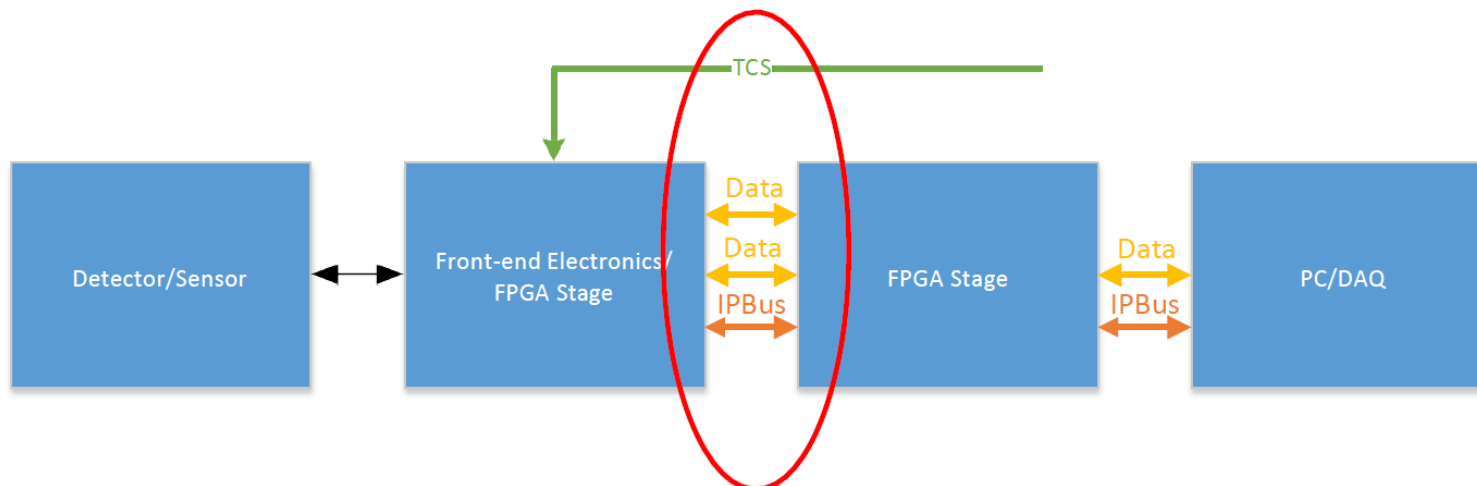 TCS
Detector/Sensor
Front-end Electronics/
FPGA Stage
Data
Data
IPBus
FPGA Stage
Data
IPBus
PC/DAQ